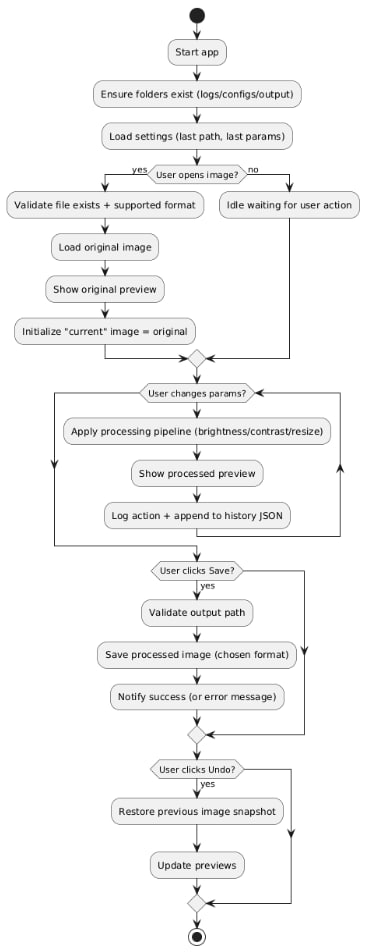 Start app
Ensure folders exist (logs/configs/output)
Load settings (last path, last params)
yes
User opens image?
no
Validate file exists + supported format
Idle waiting for user action
Load original image
Show original preview
Initialize "current" image = original
User changes params?
Apply processing pipeline (brightness/contrast/resize)
Show processed preview
Log action + append to history JSON
User clicks Save?
yes
Validate output path
Save processed image (chosen format)
Notify success (or error message)
User clicks Undo?
yes
Restore previous image snapshot
Update previews